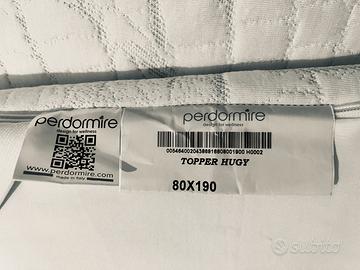 perdormire
design for wellness
www.perdormire.com
Made in Italy
perdormire
design for wellness
TOPPER HUGY
80X190
subito